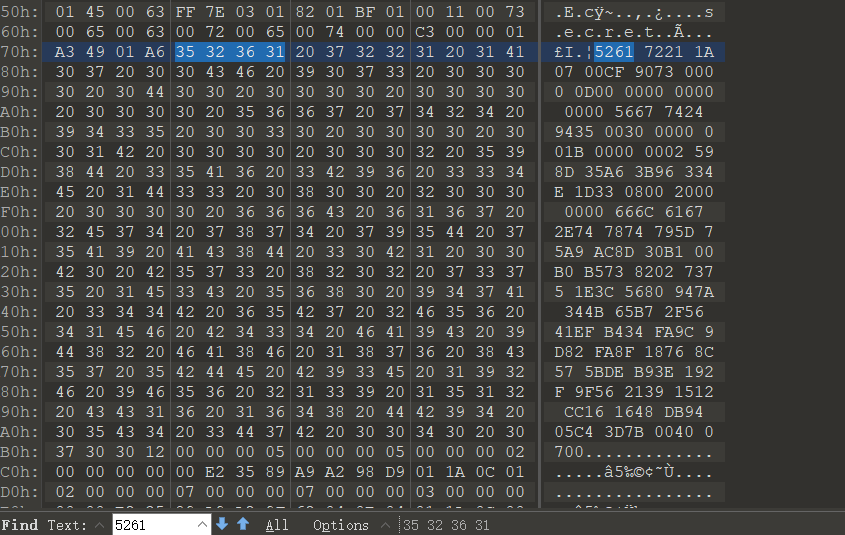 50h: 01 45 00 63 FF 7E 03 01 82 01 BF 01 00 11 00 73 .E.cÿ~..‚.¿....s
60h: 00 65 00 63 00 72 00 65 00 74 00 00 C3 00 00 01 .e.c.r.e.t..Ã...
70h: A3 49 01 A6 35 32 36 31 20 37 32 32 31 20 31 41 £I.¦5261 7221 1A
80h: 30 37 20 30 30 43 46 20 39 30 37 33 20 30 30 30 07 00CF 9073 000
90h: 30 20 30 44 30 30 20 30 30 30 30 20 30 30 30 30 0 0D00 0000 0000
A0h: 20 30 30 30 30 20 35 36 36 37 20 37 34 32 34 20  0000 5667 7424
B0h: 39 34 33 35 20 30 30 33 30 20 30 30 30 30 20 30 9435 0030 0000 0
C0h: 30 31 42 20 30 30 30 30 20 30 30 30 32 20 35 39 01B 0000 0002 59
D0h: 38 44 20 33 35 41 36 20 33 42 39 36 20 33 33 34 8D 35A6 3B96 334
E0h: 45 20 31 44 33 33 20 30 38 30 30 20 32 30 30 30 E 1D33 0800 2000
F0h: 20 30 30 30 30 20 36 36 36 43 20 36 31 36 37 20  0000 666C 6167
00h: 32 45 37 34 20 37 38 37 34 20 37 39 35 44 20 37 2E74 7874 795D 7
10h: 35 41 39 20 41 43 38 44 20 33 30 42 31 20 30 30 5A9 AC8D 30B1 00
20h: 42 30 20 42 35 37 33 20 38 32 30 32 20 37 33 37 B0 B573 8202 737
30h: 35 20 31 45 33 43 20 35 36 38 30 20 39 34 37 41 5 1E3C 5680 947A
40h: 20 33 34 34 42 20 36 35 42 37 20 32 46 35 36 20  344B 65B7 2F56
50h: 34 31 45 46 20 42 34 33 34 20 46 41 39 43 20 39 41EF B434 FA9C 9
60h: 44 38 32 20 46 41 38 46 20 31 38 37 36 20 38 43 D82 FA8F 1876 8C
70h: 35 37 20 35 42 44 45 20 42 39 33 45 20 31 39 32 57 5BDE B93E 192
80h: 46 20 39 46 35 36 20 32 31 33 39 20 31 35 31 32 F 9F56 2139 1512
90h: 20 43 43 31 36 20 31 36 34 38 20 44 42 39 34 20  CC16 1648 DB94
A0h: 30 35 43 34 20 33 44 37 42 20 30 30 34 30 20 30 05C4 3D7B 0040 0
B0h: 37 30 30 12 00 00 00 05 00 00 00 05 00 00 00 02 700.............
C0h: 00 00 00 00 E2 35 89 A9 A2 98 D9 01 1A 0C 01 .....â5‰©¢˜Ù....
D0h: 02 00 00 00 07 00 00 00 07 00 00 00 03 00 00 00 ................
Find Text: 5261 All Options 35 32 36 31